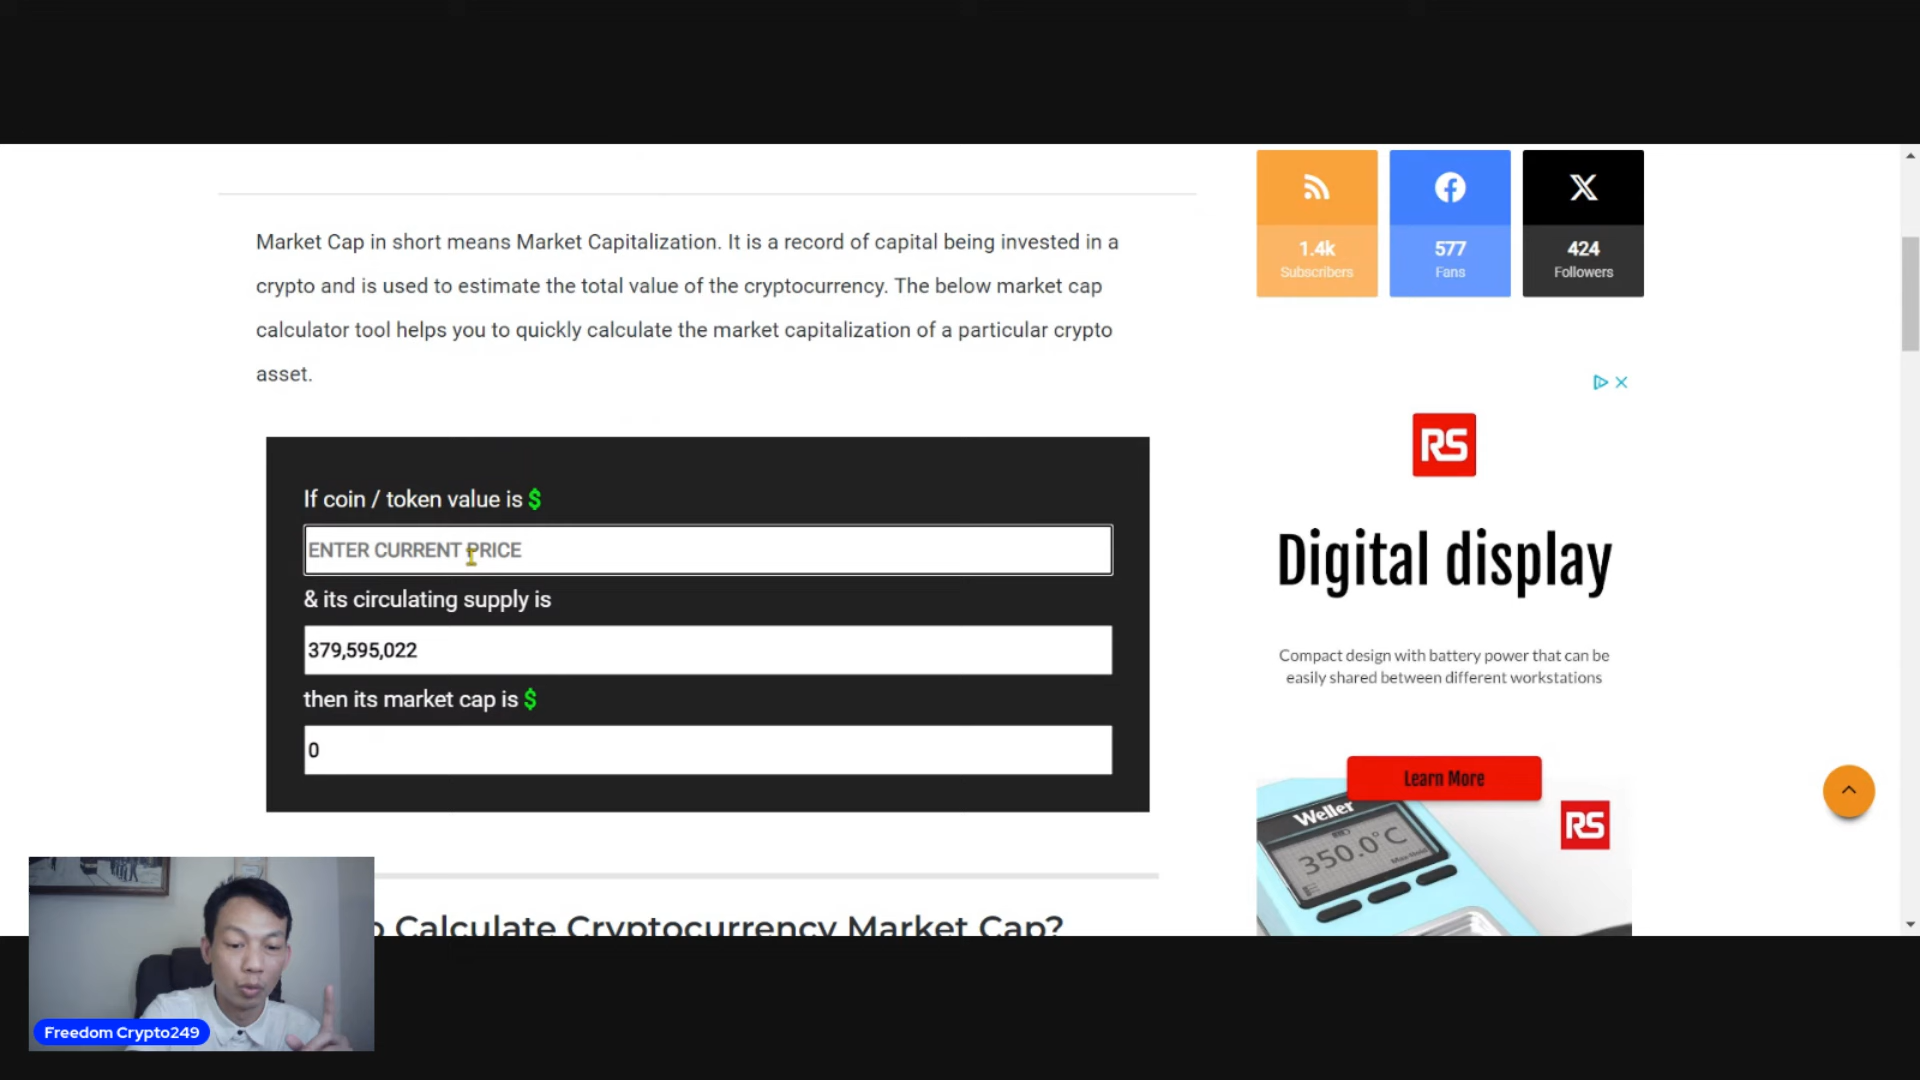 Market Cap in short means Market Capitalization. It is a record of capital being invested in a
crypto and is used to estimate the total value of the cryptocurrency. The below market cap
calculator tool helps you to quickly calculate the market capitalization of a particular crypto
asset.
If coin / token value is $
ENTER CURRENT PRICE
& its circulating supply is
379,595,022
then its market cap is $
0
Calculate Cryptocurrency Market Cap?
Freedom Crypto249
1.4k
Subscribers
577
Fans
424
Followers
RS
Digital display
Compact design with battery power that can be
easily shared between different workstations
Learn More
Weller
350.0°C
RS